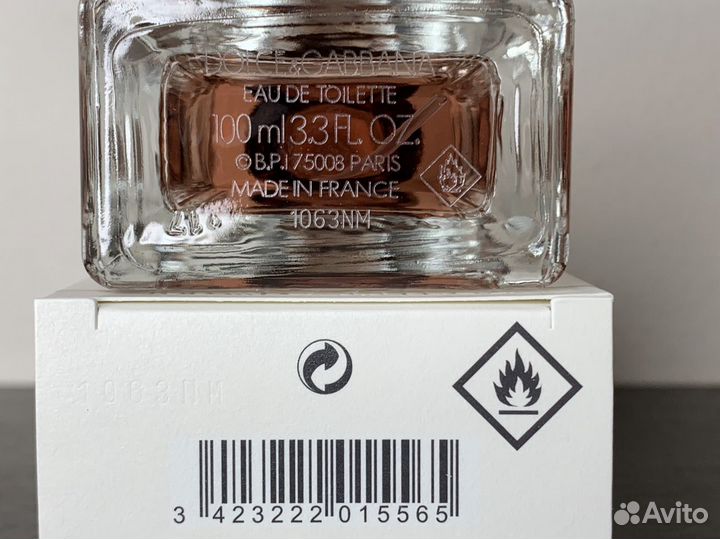 DOLCE & GABBANA
EAU DE TOILETTE
100 ml 3.3 FL. OZ.
© B.P.I 75008 PARIS
MADE IN FRANCE
1063NM
3 423222 015565
Avito